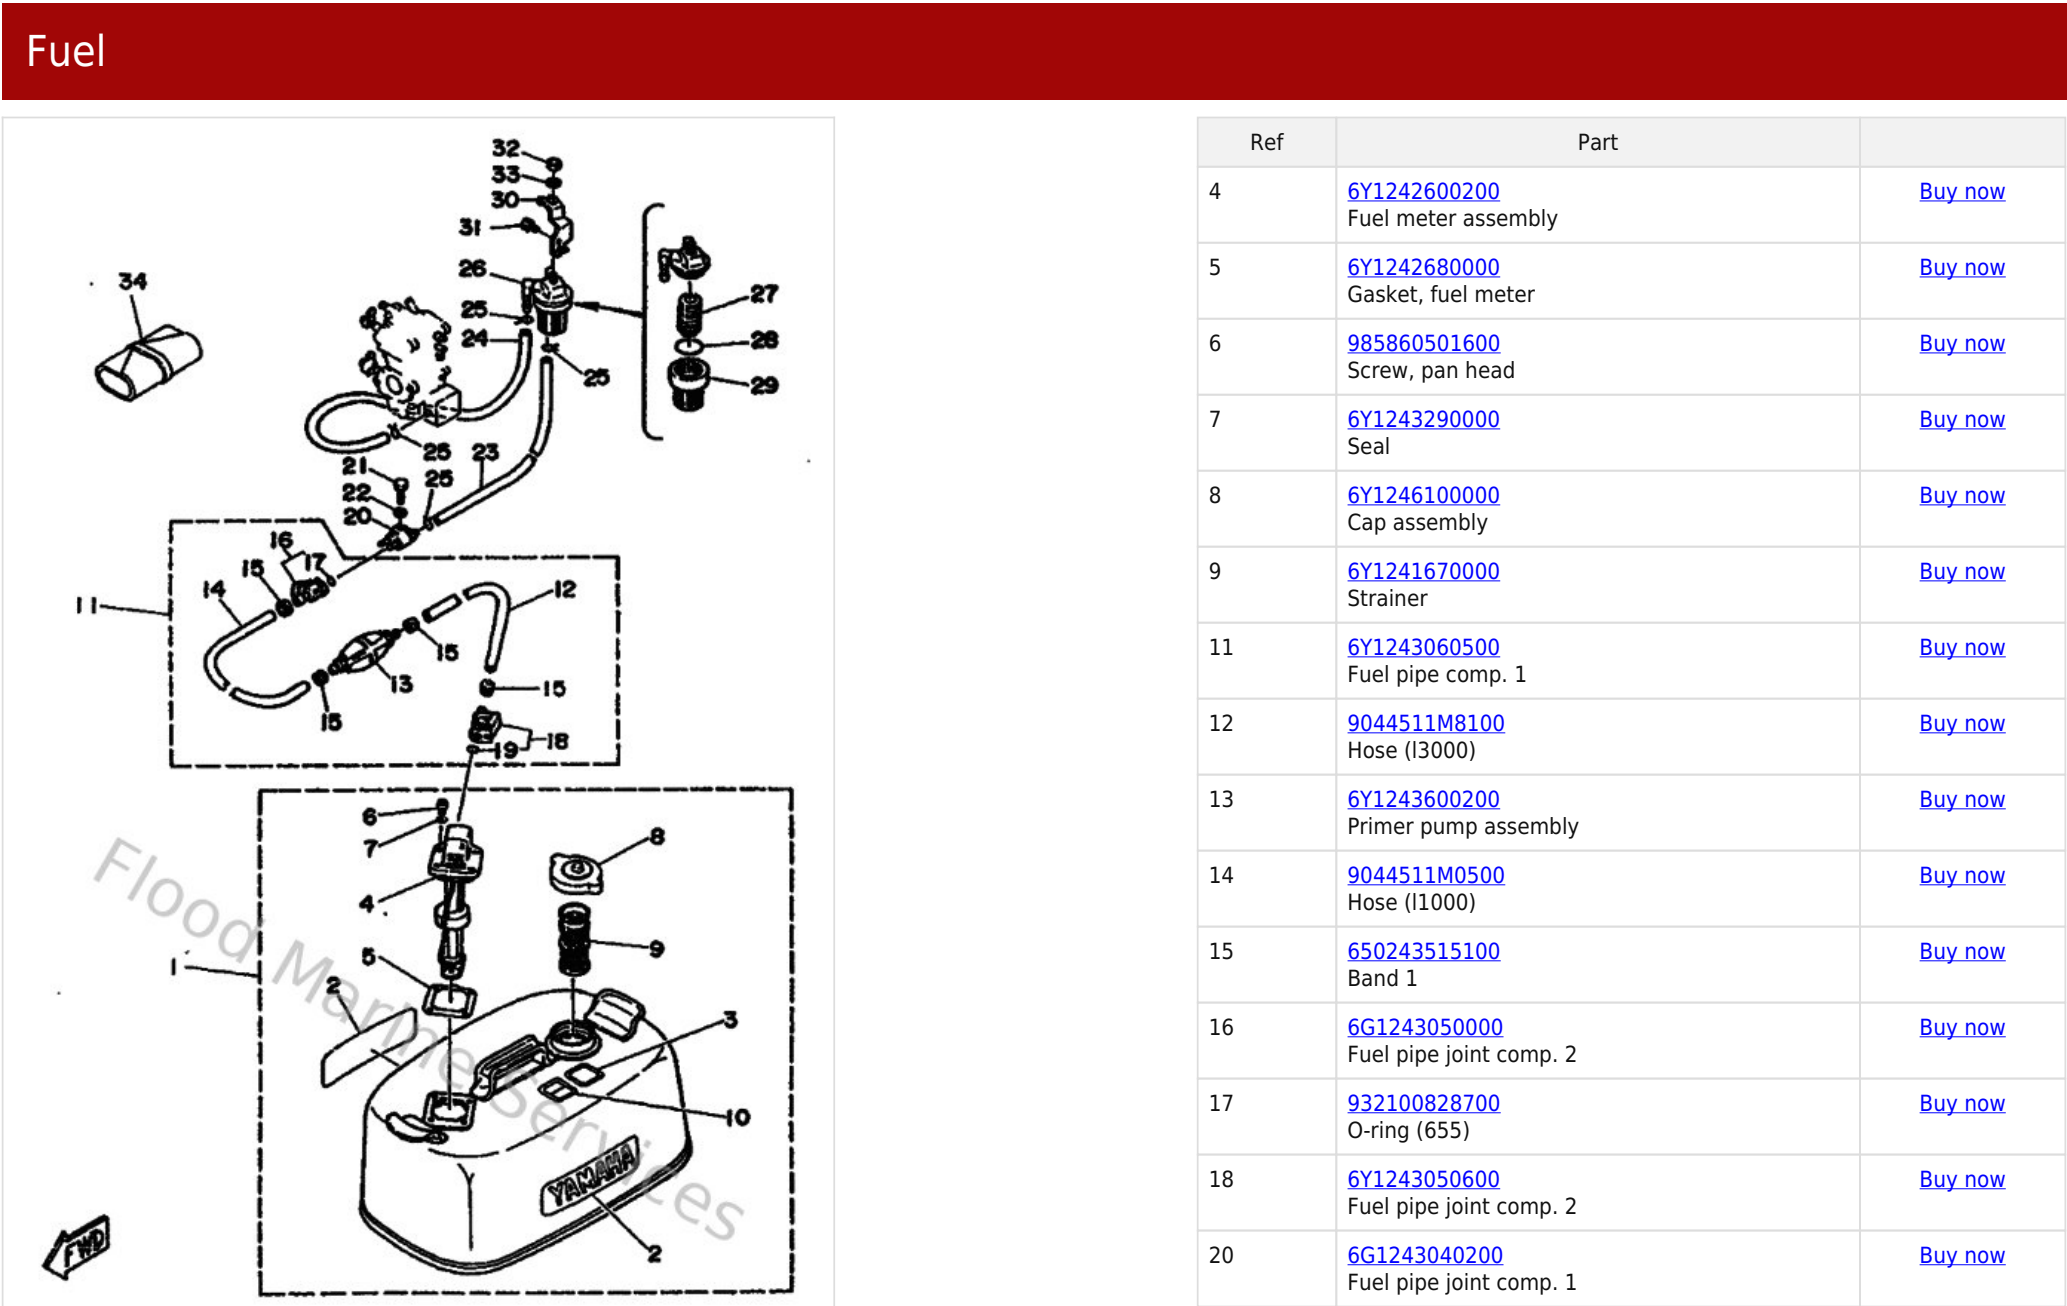 Fuel
32
33
30
31
26
27
34
25
24
28
25
29
25
23
21
25
22
20
16
17
15
14
12
11
15
13
15
15
18
19
6
7
8
4
9
5
1
2
3
10
YAMAHA
2
FWD
Flood Marine Services
Ref Part
4 6Y1242600200 Buy now
Fuel meter assembly
5 6Y1242680000 Buy now
Gasket, fuel meter
6 985860501600 Buy now
Screw, pan head
7 6Y1243290000 Buy now
Seal
8 6Y1246100000 Buy now
Cap assembly
9 6Y1241670000 Buy now
Strainer
11 6Y1243060500 Buy now
Fuel pipe comp. 1
12 9044511M8100 Buy now
Hose (l3000)
13 6Y1243600200 Buy now
Primer pump assembly
14 9044511M0500 Buy now
Hose (l1000)
15 650243515100 Buy now
Band 1
16 6G1243050000 Buy now
Fuel pipe joint comp. 2
17 932100828700 Buy now
O-ring (655)
18 6Y1243050600 Buy now
Fuel pipe joint comp. 2
20 6G1243040200 Buy now
Fuel pipe joint comp. 1